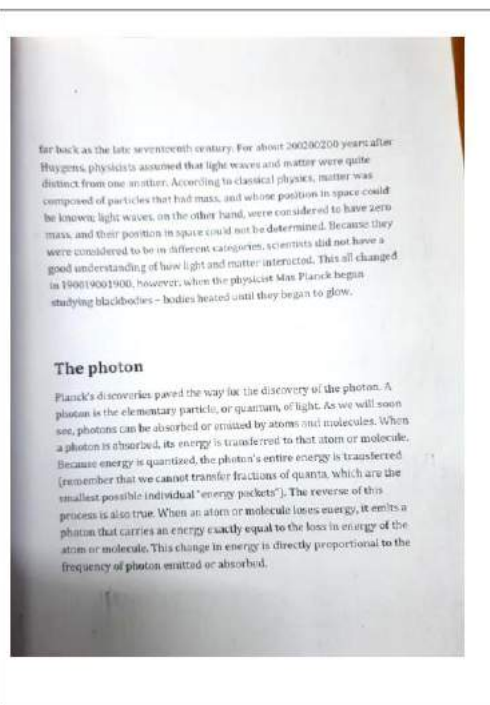 far back as the late seventeenth century. For about 200200200 years after
Huygens, physicists assumed that light waves and matter were quite
distinct from one another. According to classical physics, matter was
composed of particles that had mass, and whose position in space could
be known; light waves, on the other hand, were considered to have zero
mass, and their position in space could not be determined. Because they
were considered to be in different categories, scientists did not have a
good understanding of how light and matter interacted. This all changed
in 190019001900, however, when the physicist Max Planck began
studying blackbodies – bodies heated until they began to glow.
The photon
Planck's discoveries paved the way for the discovery of the photon. A
photon is the elementary particle, or quantum, of light. As we will soon
see, photons can be absorbed or emitted by atoms and molecules. When
a photon is absorbed, its energy is transferred to that atom or molecule.
Because energy is quantized, the photon's entire energy is transferred
(remember that we cannot transfer fractions of quanta, which are the
smallest possible individual "energy packets"). The reverse of this
process is also true. When an atom or molecule loses energy, it emits a
photon that carries an energy exactly equal to the loss in energy of the
atom or molecule. This change in energy is directly proportional to the
frequency of photon emitted or absorbed.